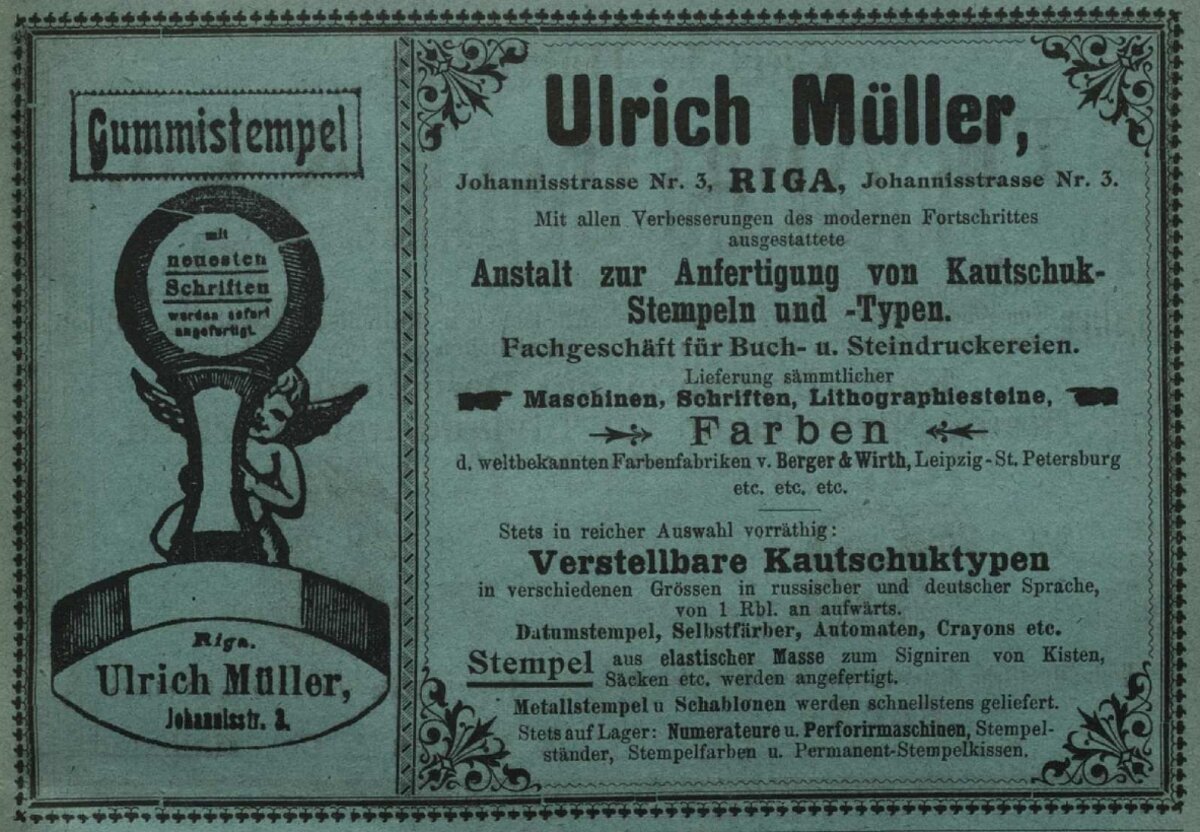 Gummistempel
mit
neuesten
Schriften
werden sofort
angefertigt.
Riga.
Ulrich Müller,
Johannisstr. 3.
Ulrich Müller,
Johannisstrasse Nr. 3, RIGA, Johannisstrasse Nr. 3.
Mit allen Verbesserungen des modernen Fortschrittes
ausgestattete
Anstalt zur Anfertigung von Kautschuk-
Stempeln und -Typen.
Fachgeschäft für Buch- u. Steindruckereien.
Lieferung sämmtlicher
Maschinen, Schriften, Lithographiesteine,
Farben
d. weltbekannten Farbenfabriken v. Berger & Wirth, Leipzig-St. Petersburg
etc. etc. etc.
Stets in reicher Auswahl vorräthig:
Verstellbare Kautschuktypen
in verschiedenen Grössen in russischer und deutscher Sprache,
von 1 Rbl. an aufwärts.
Datumstempel, Selbstfärber, Automaten, Crayons etc.
Stempel aus elastischer Masse zum Signiren von Kisten,
Säcken etc. werden angefertigt.
Metallstempel u Schablonen werden schnellstens geliefert.
Stets auf Lager: Numerateure u. Perforirmaschinen, Stempel-
ständer, Stempelfarben u. Permanent-Stempelkissen.